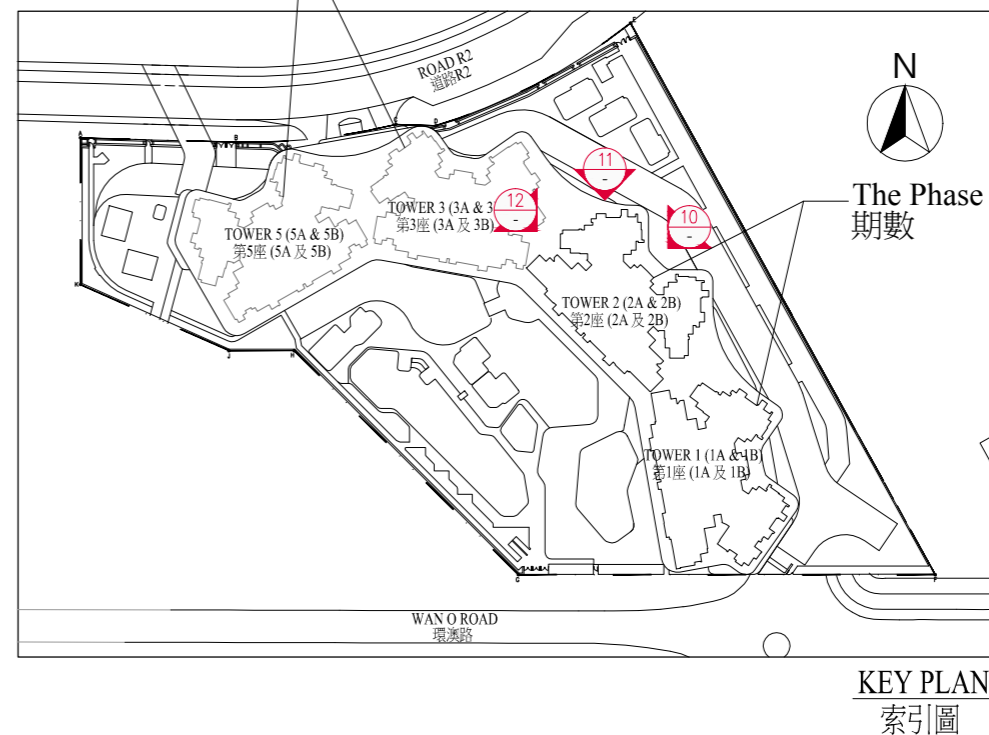 ROAD R2
道路R2
N
The Phase
期數
11
-
12
-
10
-
TOWER 3 (3A & 3
第3座 (3A 及 3B)
TOWER 5 (5A & 5B)
第5座 (5A 及 5B)
TOWER 2 (2A & 2B)
第2座 (2A 及 2B)
TOWER 1 (1A & 1B)
第1座 (1A 及 1B)
A
B
C
D
E
K
J
H
G
F
WAN O ROAD
環澳路
KEY PLAN
索引圖